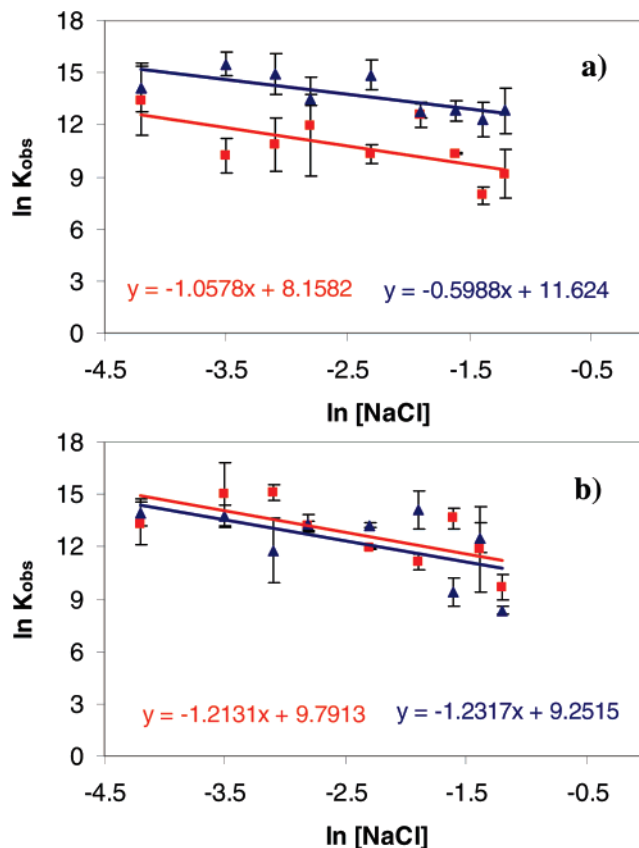 18
a)
15
12
9
6
3
y = -1.0578x + 8.1582 y = -0.5988x + 11.624
0
-4.5 -3.5 -2.5 -1.5 -0.5
ln [NaCl]
ln Kobs
18
b)
15
12
9
6
3
y = -1.2131x + 9.7913 y = -1.2317x + 9.2515
0
-4.5 -3.5 -2.5 -1.5 -0.5
ln [NaCl]
ln Kobs